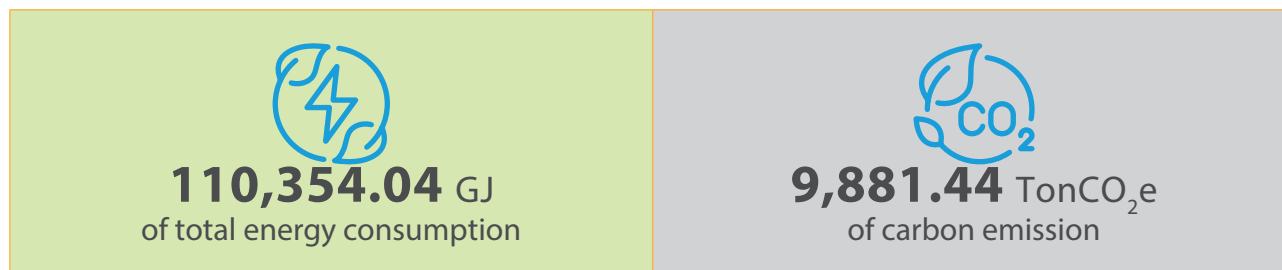 110,354.04 GJ
of total energy consumption
CO2
9,881.44 TonCO2e
of carbon emission